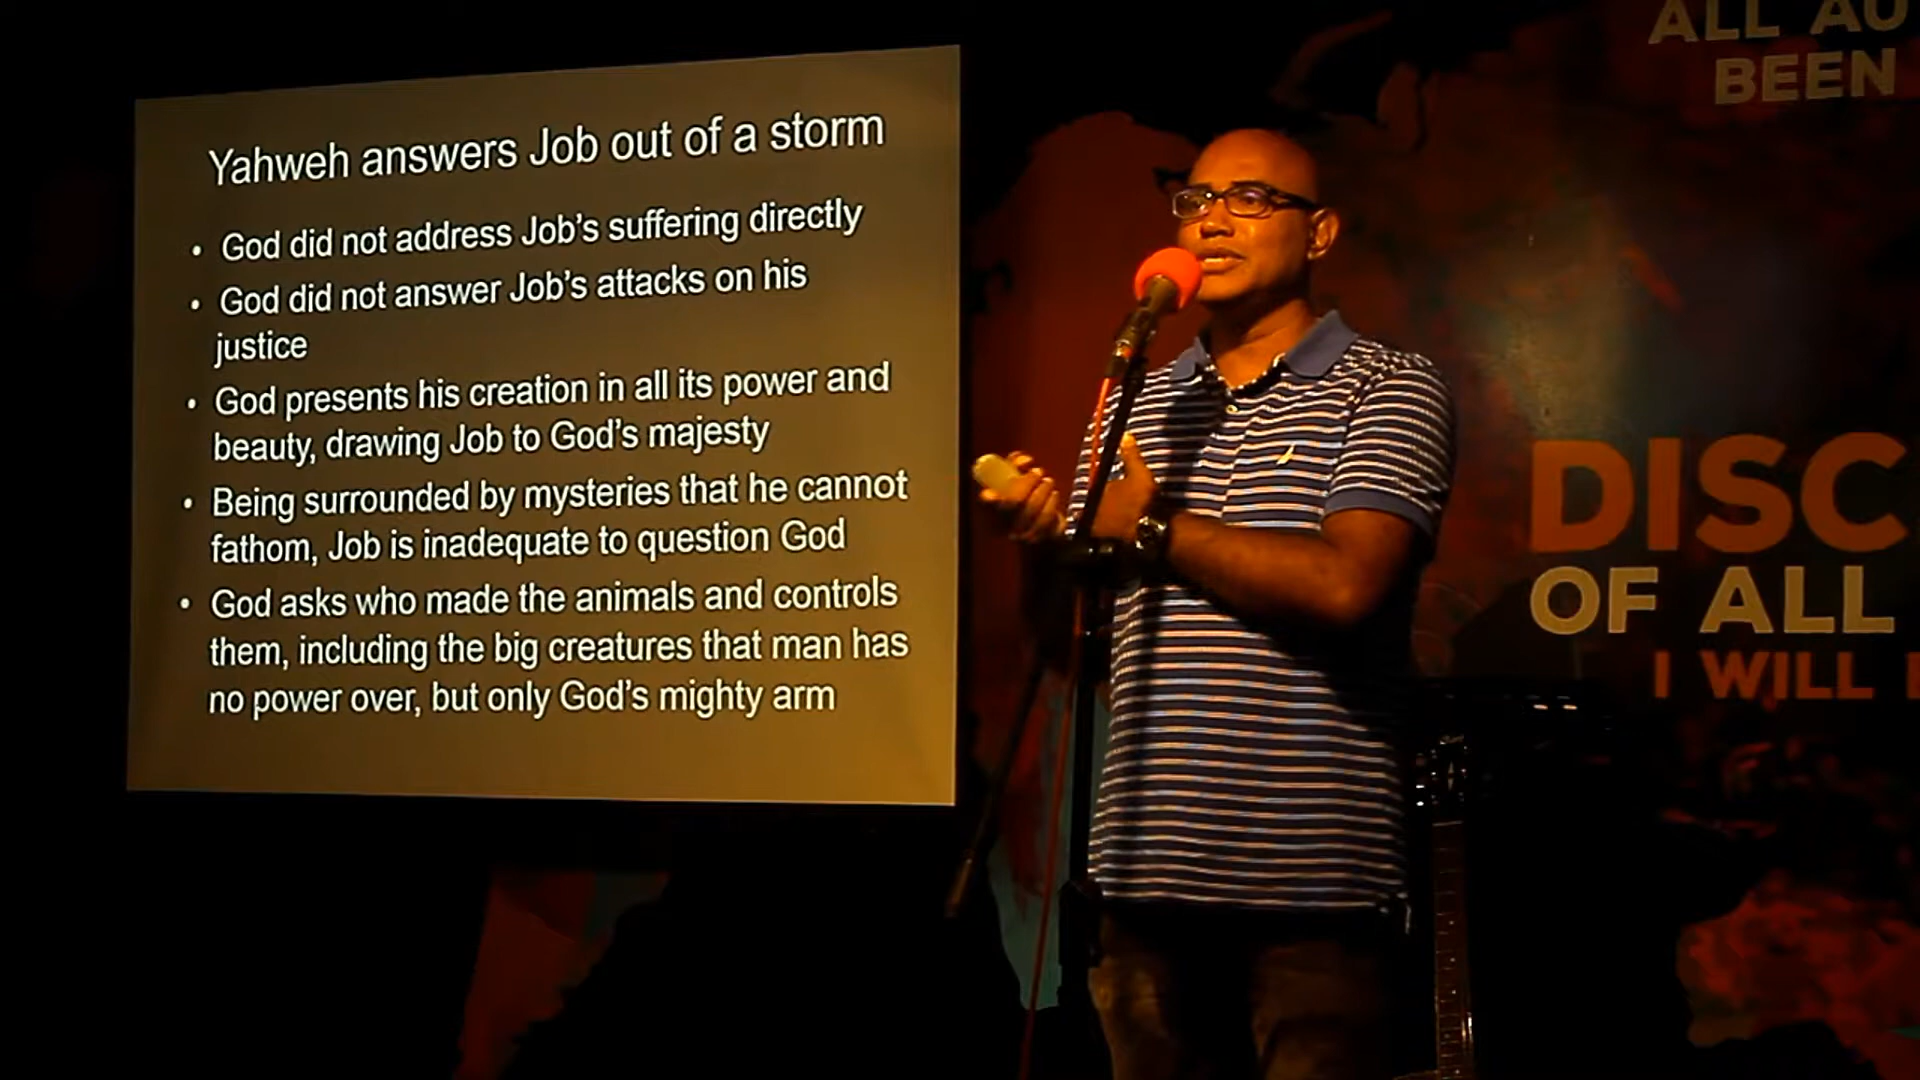 Yahweh answers Job out of a storm
• God did not address Job's suffering directly
• God did not answer Job's attacks on his
justice
• God presents his creation in all its power and
beauty, drawing Job to God's majesty
• Being surrounded by mysteries that he cannot
fathom, Job is inadequate to question God
• God asks who made the animals and controls
them, including the big creatures that man has
no power over, but only God's mighty arm
ALL AU
BEEN
DISC
OF ALL
I WILL